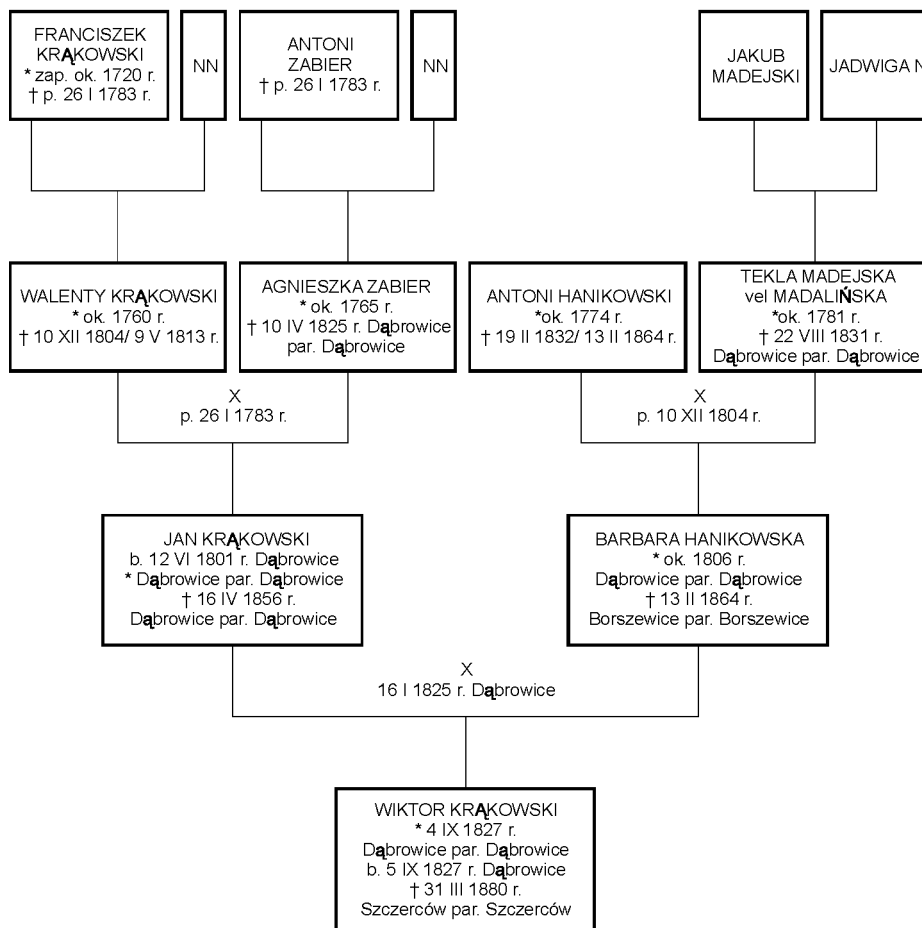 FRANCISZEK
KRĄKOWSKI
* zap. ok. 1720 r.
† p. 26 I 1783 r.
NN
ANTONI
ZABIER
† p. 26 I 1783 r.
NN
JAKUB
MADEJSKI
JADWIGA N
WALENTY KRĄKOWSKI
* ok. 1760 r.
† 10 XII 1804/ 9 V 1813 r.
AGNIESZKA ZABIER
* ok. 1765 r.
† 10 IV 1825 r. Dąbrowice
par. Dąbrowice
ANTONI HANIKOWSKI
*ok. 1774 r.
† 19 II 1832/ 13 II 1864 r.
TEKLA MADEJSKA
vel MADALIŃSKA
*ok. 1781 r.
† 22 VIII 1831 r.
Dąbrowice par. Dąbrowice
X
p. 26 I 1783 r.
X
p. 10 XII 1804 r.
JAN KRĄKOWSKI
b. 12 VI 1801 r. Dąbrowice
* Dąbrowice par. Dąbrowice
† 16 IV 1856 r.
Dąbrowice par. Dąbrowice
BARBARA HANIKOWSKA
* ok. 1806 r.
Dąbrowice par. Dąbrowice
† 13 II 1864 r.
Borszewice par. Borszewice
X
16 I 1825 r. Dąbrowice
WIKTOR KRĄKOWSKI
* 4 IX 1827 r.
Dąbrowice par. Dąbrowice
b. 5 IX 1827 r. Dąbrowice
† 31 III 1880 r.
Szczerców par. Szczerców